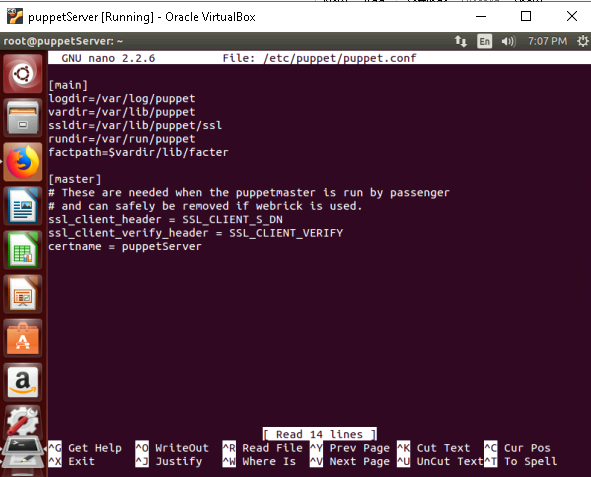 puppetServer [Running] - Oracle VirtualBox
root@puppetServer: ~ En 7:07 PM
GNU nano 2.2.6 File: /etc/puppet/puppet.conf
[main]
logdir=/var/log/puppet
vardir=/var/lib/puppet
ssldir=/var/lib/puppet/ssl
rundir=/var/run/puppet
factpath=$vardir/lib/facter
[master]
# These are needed when the puppetmaster is run by passenger
# and can safely be removed if webrick is used.
ssl_client_header = SSL_CLIENT_S_DN
ssl_client_verify_header = SSL_CLIENT_VERIFY
certname = puppetServer
[ Read 14 lines ]
^G Get Help ^O WriteOut ^R Read File ^Y Prev Page ^K Cut Text ^C Cur Pos
^X Exit ^J Justify ^W Where Is ^V Next Page ^U UnCut Text ^T To Spell